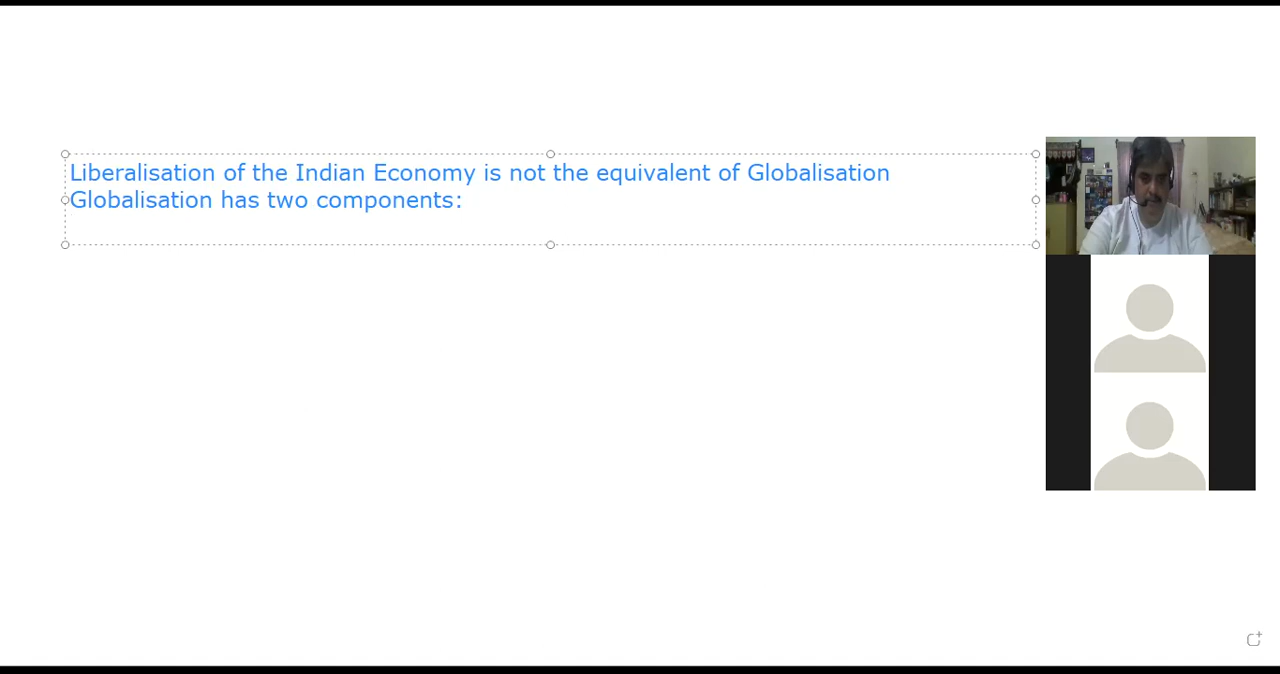 Liberalisation of the Indian Economy is not the equivalent of Globalisation
Globalisation has two components: